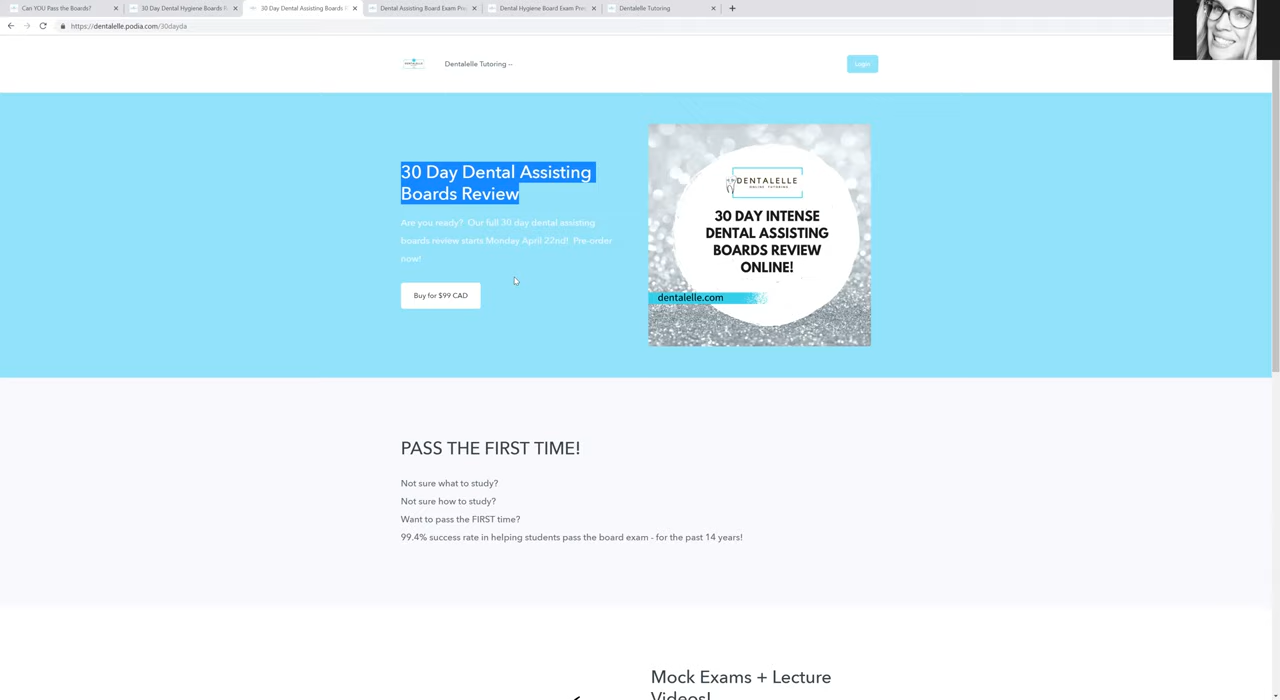 Can YOU Pass the Boards?
30 Day Dental Hygiene Boards R
30 Day Dental Assisting Boards F
Dental Assisting Board Exam Pre
Dental Hygiene Board Exam Prep
Dentalelle Tutoring
https://dentalelle.podia.com/30dayda
Dentalelle Tutoring --
Login
30 Day Dental Assisting
Boards Review
Are you ready? Our full 30 day dental assisting
boards review starts Monday April 22nd! Pre-order
now!
Buy for $99 CAD
DENTALELLE
ONLINE TUTORING
30 DAY INTENSE
DENTAL ASSISTING
BOARDS REVIEW
ONLINE!
dentalelle.com
PASS THE FIRST TIME!
Not sure what to study?
Not sure how to study?
Want to pass the FIRST time?
99.4% success rate in helping students pass the board exam - for the past 14 years!
Mock Exams + Lecture
Videos!